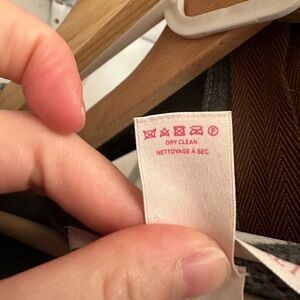 DRY CLEAN.
NETTOYAGE À SEC.